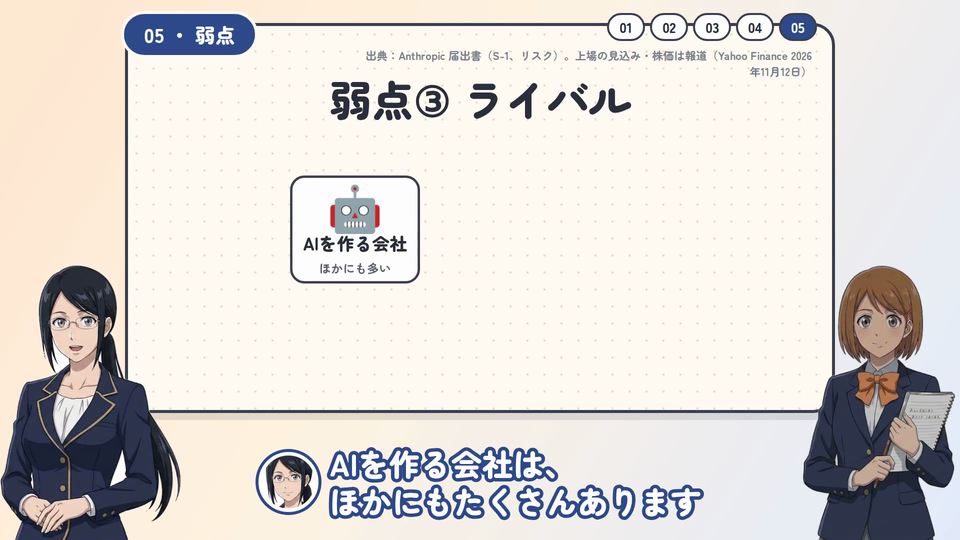 05 ・ 弱点
01 02 03 04 05
出典：Anthropic 届出書（S-1、リスク）。上場の見込み・株価は報道（Yahoo Finance 2026
年11月12日）
弱点③ ライバル
AIを作る会社
ほかにも多い
AIを作る会社は、
ほかにもたくさんあります